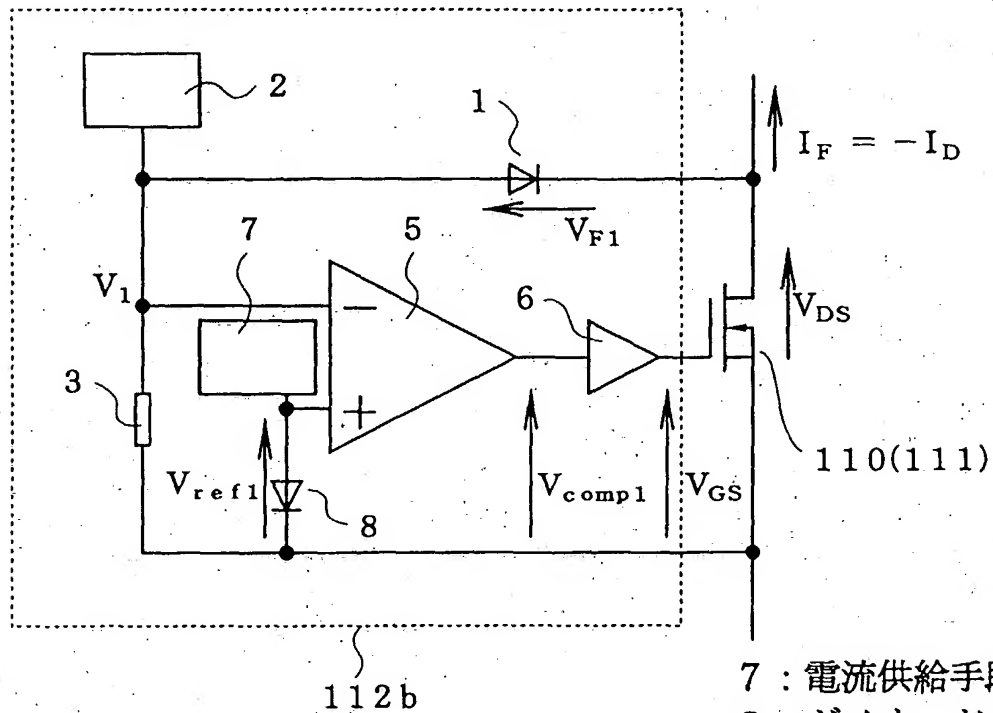 2
1
I_F = −I_D
V_F1
7
5
V_1
6
V_DS
−
3
+
110(111)
V_ref1
8
V_comp1
V_GS
112b
7：電流供給手